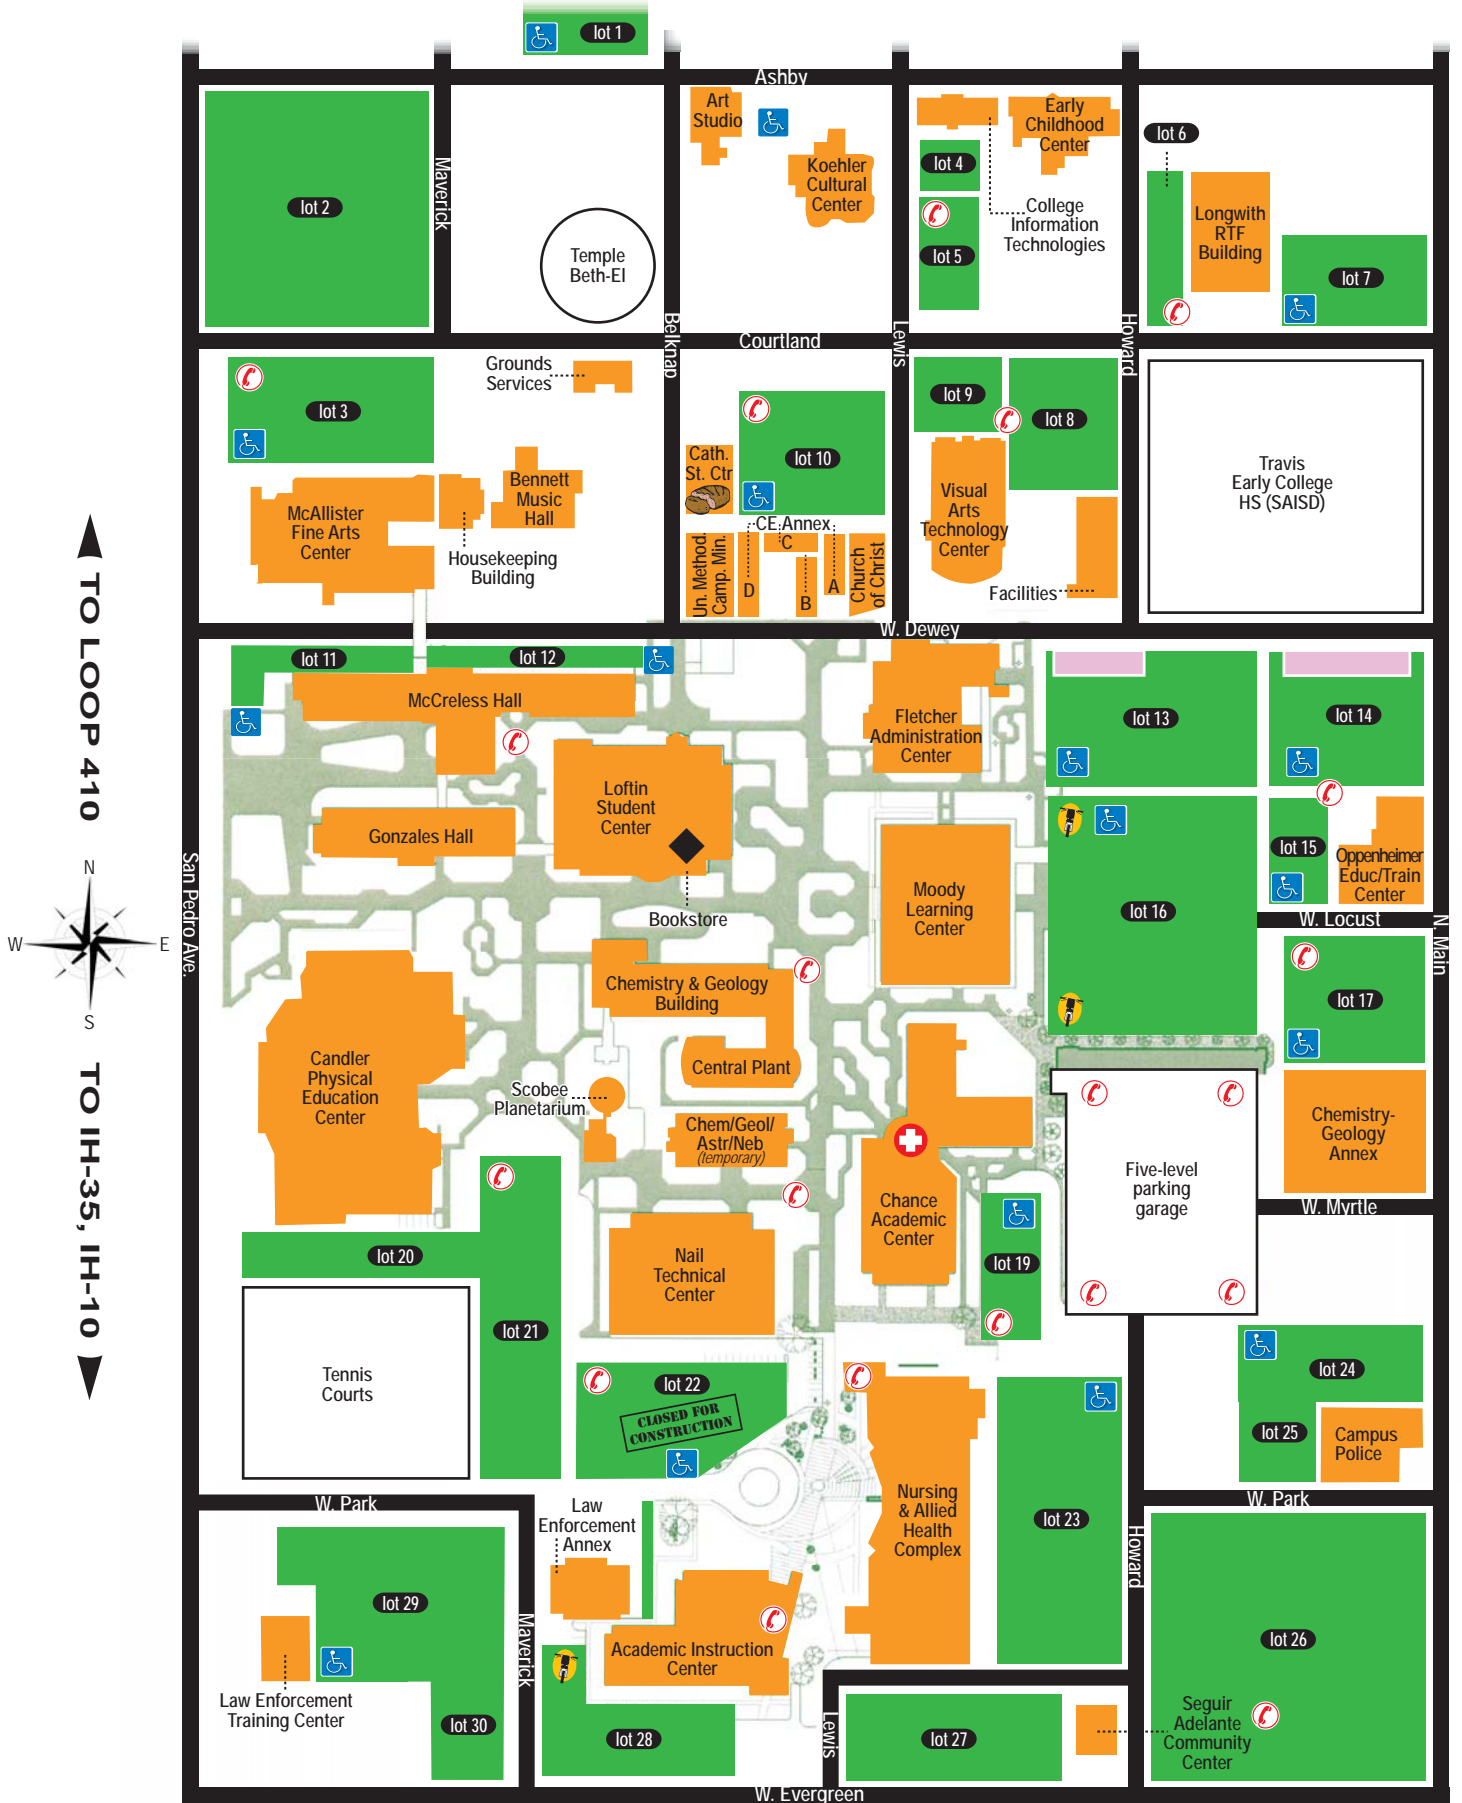 lot 1
Ashby
Art
Studio
Koehler
Cultural
Center
Early
Childhood
Center
lot 4
College
Information
Technologies
lot 5
lot 6
Longwith
RTF
Building
lot 7
lot 2
Maverick
Temple
Beth-El
Belknap
Courtland
Lewis
Howard
Grounds
Services
lot 3
McAllister
Fine Arts
Center
Bennett
Music
Hall
Housekeeping
Building
Cath.
St. Ctr
lot 10
CE Annex
C
D
B
A
Un. Method.
Camp. Min.
Church
of Christ
lot 9
lot 8
Visual
Arts
Technology
Center
Facilities
Travis
Early College
HS (SAISD)
W. Dewey
lot 11
lot 12
McCreless Hall
Fletcher
Administration
Center
lot 13
lot 14
Loftin
Student
Center
Gonzales Hall
Bookstore
Moody
Learning
Center
lot 16
lot 15
Oppenheimer
Educ/Train
Center
W. Locust
N. Main
San Pedro Ave.
TO LOOP 410
N
W
E
S
TO IH-35, IH-10
lot 17
Chemistry & Geology
Building
Central Plant
Candler
Physical
Education
Center
Scobee
Planetarium
Chem/Geol/
Astr/Neb
(temporary)
Chance
Academic
Center
Five-level
parking
garage
Chemistry-
Geology
Annex
W. Myrtle
lot 19
lot 20
Nail
Technical
Center
lot 21
Tennis
Courts
lot 22
CLOSED FOR
CONSTRUCTION
lot 24
lot 25
Campus
Police
W. Park
W. Park
Law
Enforcement
Annex
Nursing
& Allied
Health
Complex
lot 23
Howard
lot 29
Maverick
Academic Instruction
Center
lot 26
Law Enforcement
Training Center
lot 30
lot 28
Lewis
lot 27
Seguir
Adelante
Community
Center
W. Evergreen